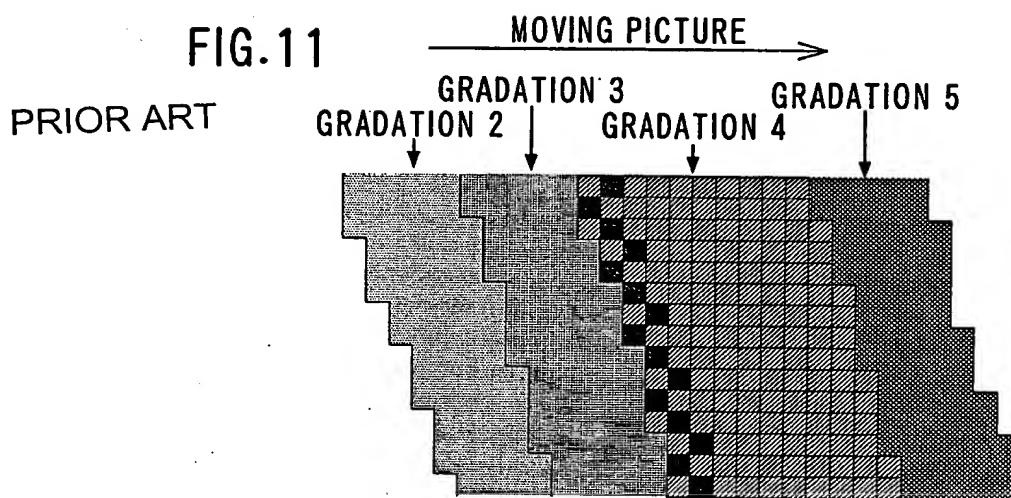 FIG.11
MOVING PICTURE
PRIOR ART
GRADATION 2
GRADATION 3
GRADATION 4
GRADATION 5